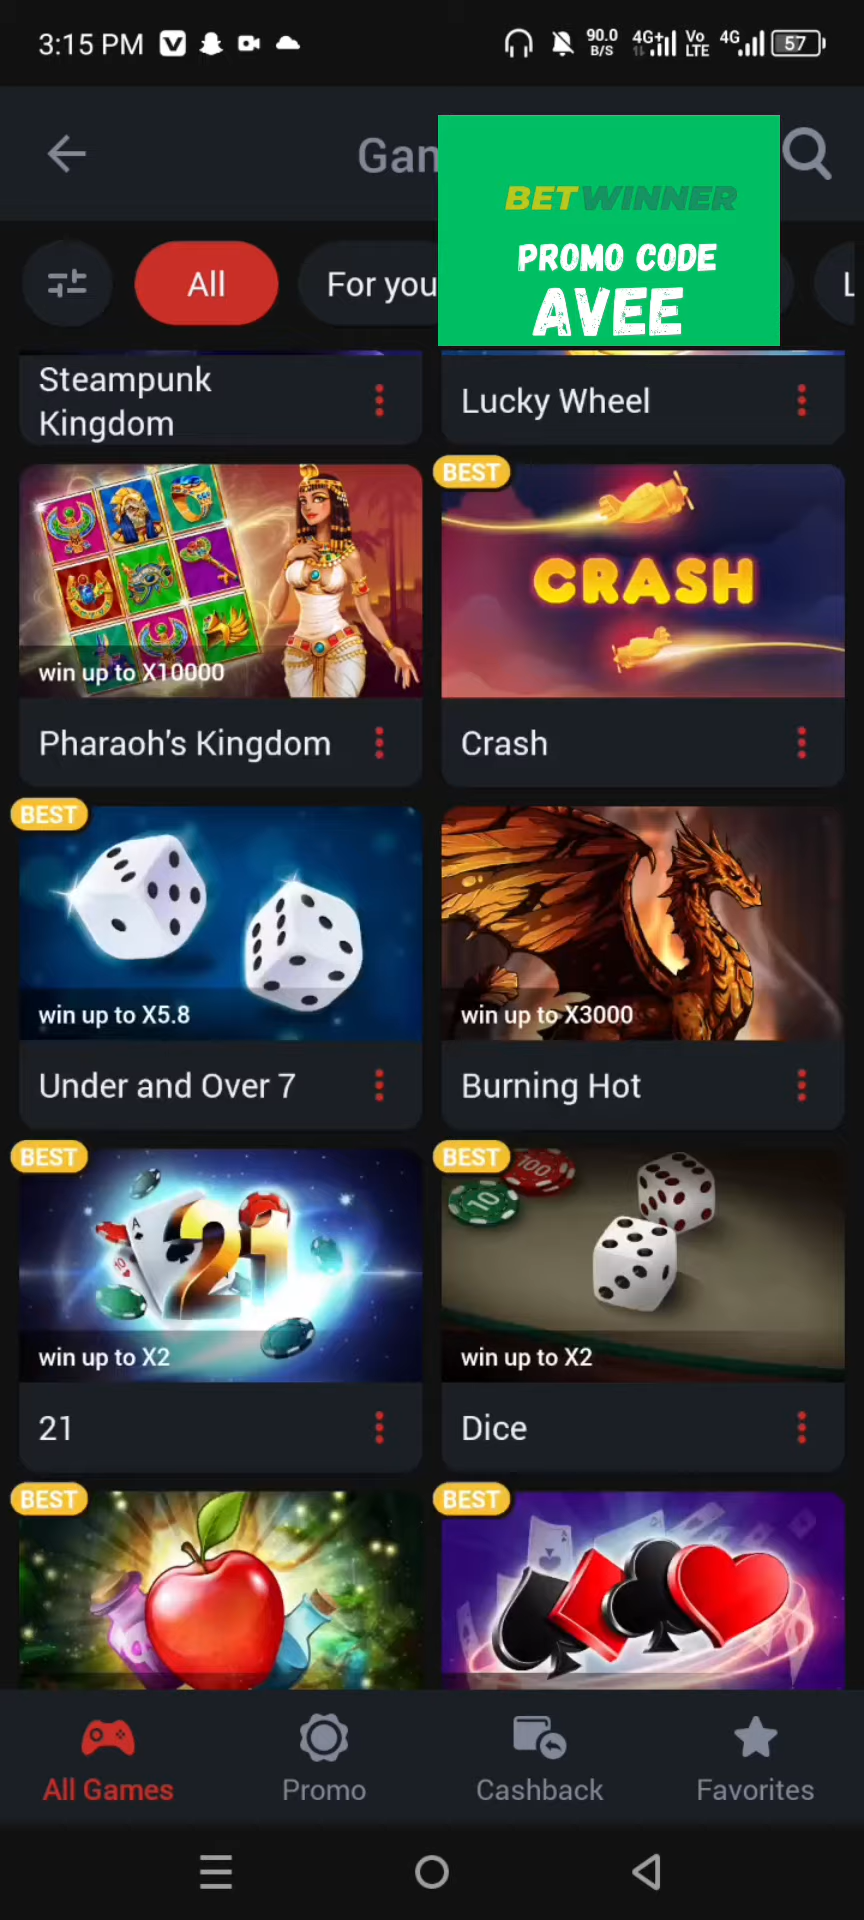 3:15 PM
90.0
B/S
4G+
Vo
LTE
4G
57
Gam
BETWINNER
PROMO CODE
AVEE
All
For you
L
Steampunk
Kingdom
Lucky Wheel
win up to X10000
Pharaoh's Kingdom
BEST
CRASH
Crash
BEST
win up to X5.8
Under and Over 7
win up to X3000
Burning Hot
BEST
A
10
21
win up to X2
21
BEST
100
10
win up to X2
Dice
BEST
BEST
All Games
Promo
Cashback
Favorites